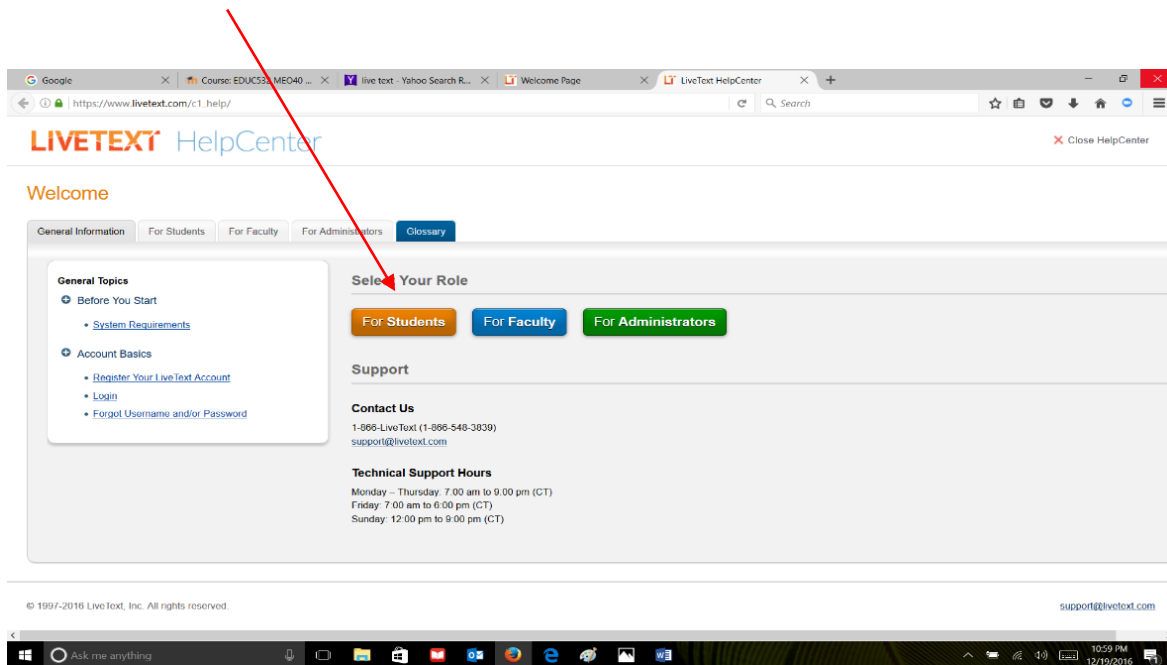 Google
Course: EDUC532 MEO40 ...
live text - Yahoo Search R...
Welcome Page
LiveText HelpCenter
https://www.livetext.com/c1_help/
Search
LIVETEXT HelpCenter
Close HelpCenter
Welcome
General Information
For Students
For Faculty
For Administrators
Glossary
General Topics
Before You Start
• System Requirements
Account Basics
• Register Your LiveText Account
• Login
• Forgot Username and/or Password
Select Your Role
For Students
For Faculty
For Administrators
Support
Contact Us
1-866-LiveText (1-866-548-3839)
support@livetext.com
Technical Support Hours
Monday – Thursday: 7:00 am to 9:00 pm (CT)
Friday: 7:00 am to 6:00 pm (CT)
Sunday: 12:00 pm to 9:00 pm (CT)
© 1997-2016 LiveText, Inc. All rights reserved.
support@livetext.com
Ask me anything
10:59 PM
12/19/2016